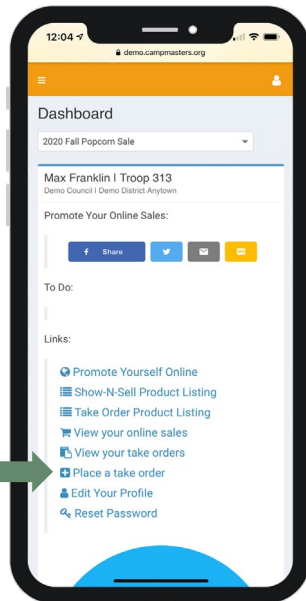 12:04
demo.campmasters.org
Dashboard
2020 Fall Popcorn Sale
Max Franklin | Troop 313
Demo Council | Demo District Anytown
Promote Your Online Sales:
f Share
To Do:
Links:
Promote Yourself Online
Show-N-Sell Product Listing
Take Order Product Listing
View your online sales
View your take orders
Place a take order
Edit Your Profile
Reset Password